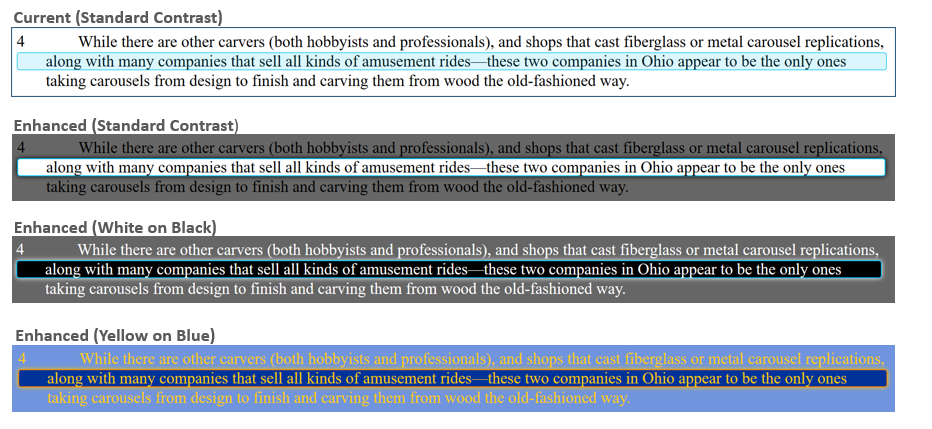 Current (Standard Contrast)
4 While there are other carvers (both hobbyists and professionals), and shops that cast fiberglass or metal carousel replications,
along with many companies that sell all kinds of amusement rides—these two companies in Ohio appear to be the only ones
taking carousels from design to finish and carving them from wood the old-fashioned way.
Enhanced (Standard Contrast)
4 While there are other carvers (both hobbyists and professionals), and shops that cast fiberglass or metal carousel replications,
along with many companies that sell all kinds of amusement rides—these two companies in Ohio appear to be the only ones
taking carousels from design to finish and carving them from wood the old-fashioned way.
Enhanced (White on Black)
4 While there are other carvers (both hobbyists and professionals), and shops that cast fiberglass or metal carousel replications,
along with many companies that sell all kinds of amusement rides—these two companies in Ohio appear to be the only ones
taking carousels from design to finish and carving them from wood the old-fashioned way.
Enhanced (Yellow on Blue)
4 While there are other carvers (both hobbyists and professionals), and shops that cast fiberglass or metal carousel replications,
along with many companies that sell all kinds of amusement rides—these two companies in Ohio appear to be the only ones
taking carousels from design to finish and carving them from wood the old-fashioned way.